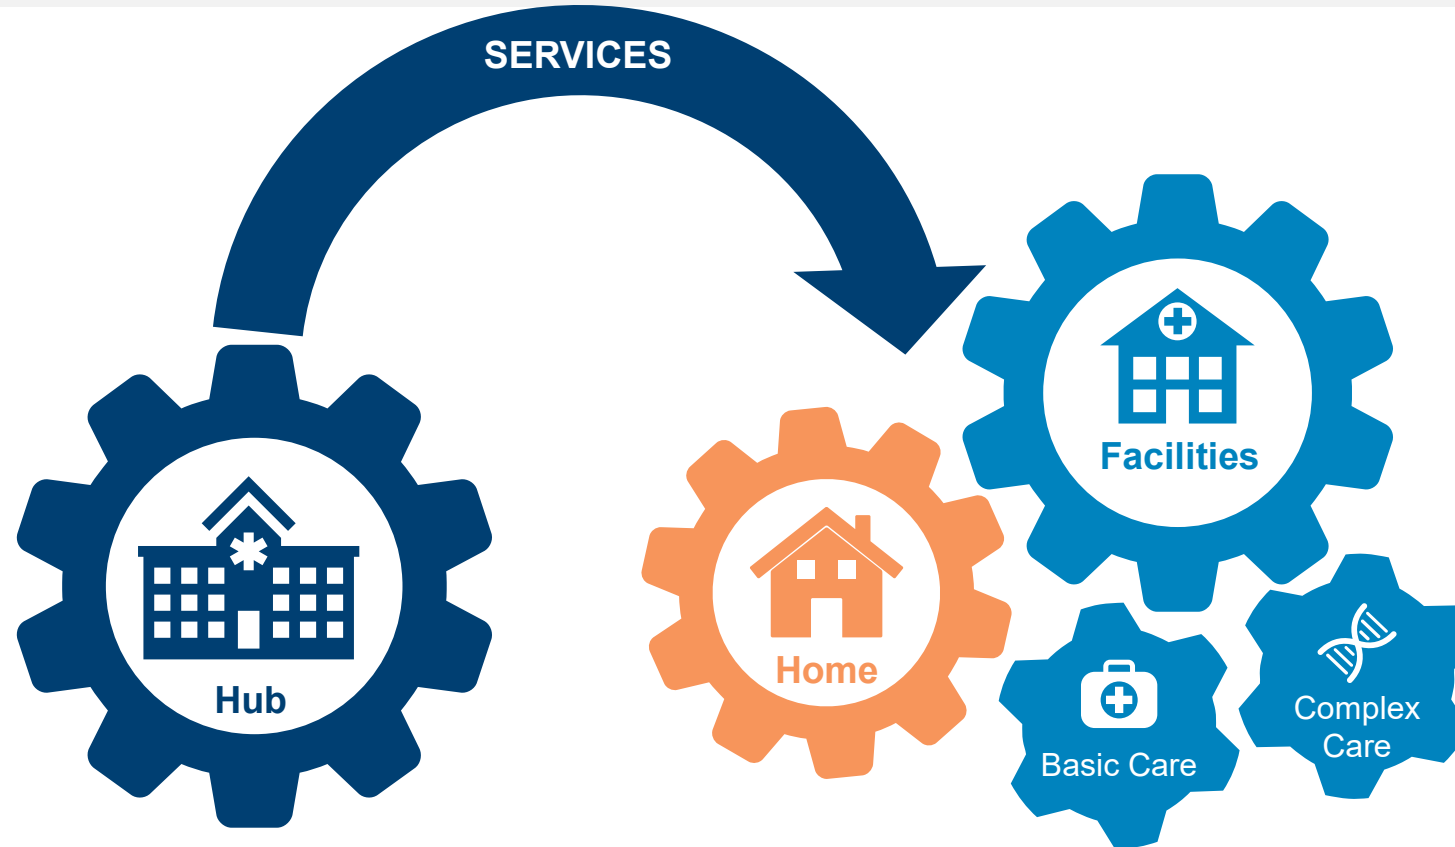 SERVICES
Facilities
Home
Hub
Complex
Care
Basic Care